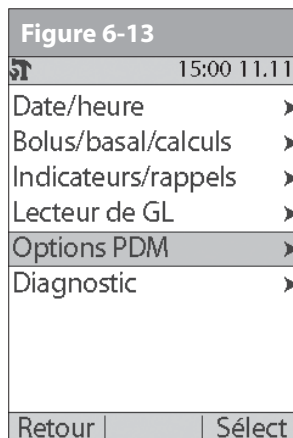 Figure 6-13
15:00 11.11
Date/heure
Bolus/basal/calculs
Indicateurs/rappels
Lecteur de GL
Options PDM
Diagnostic
Retour Sélect